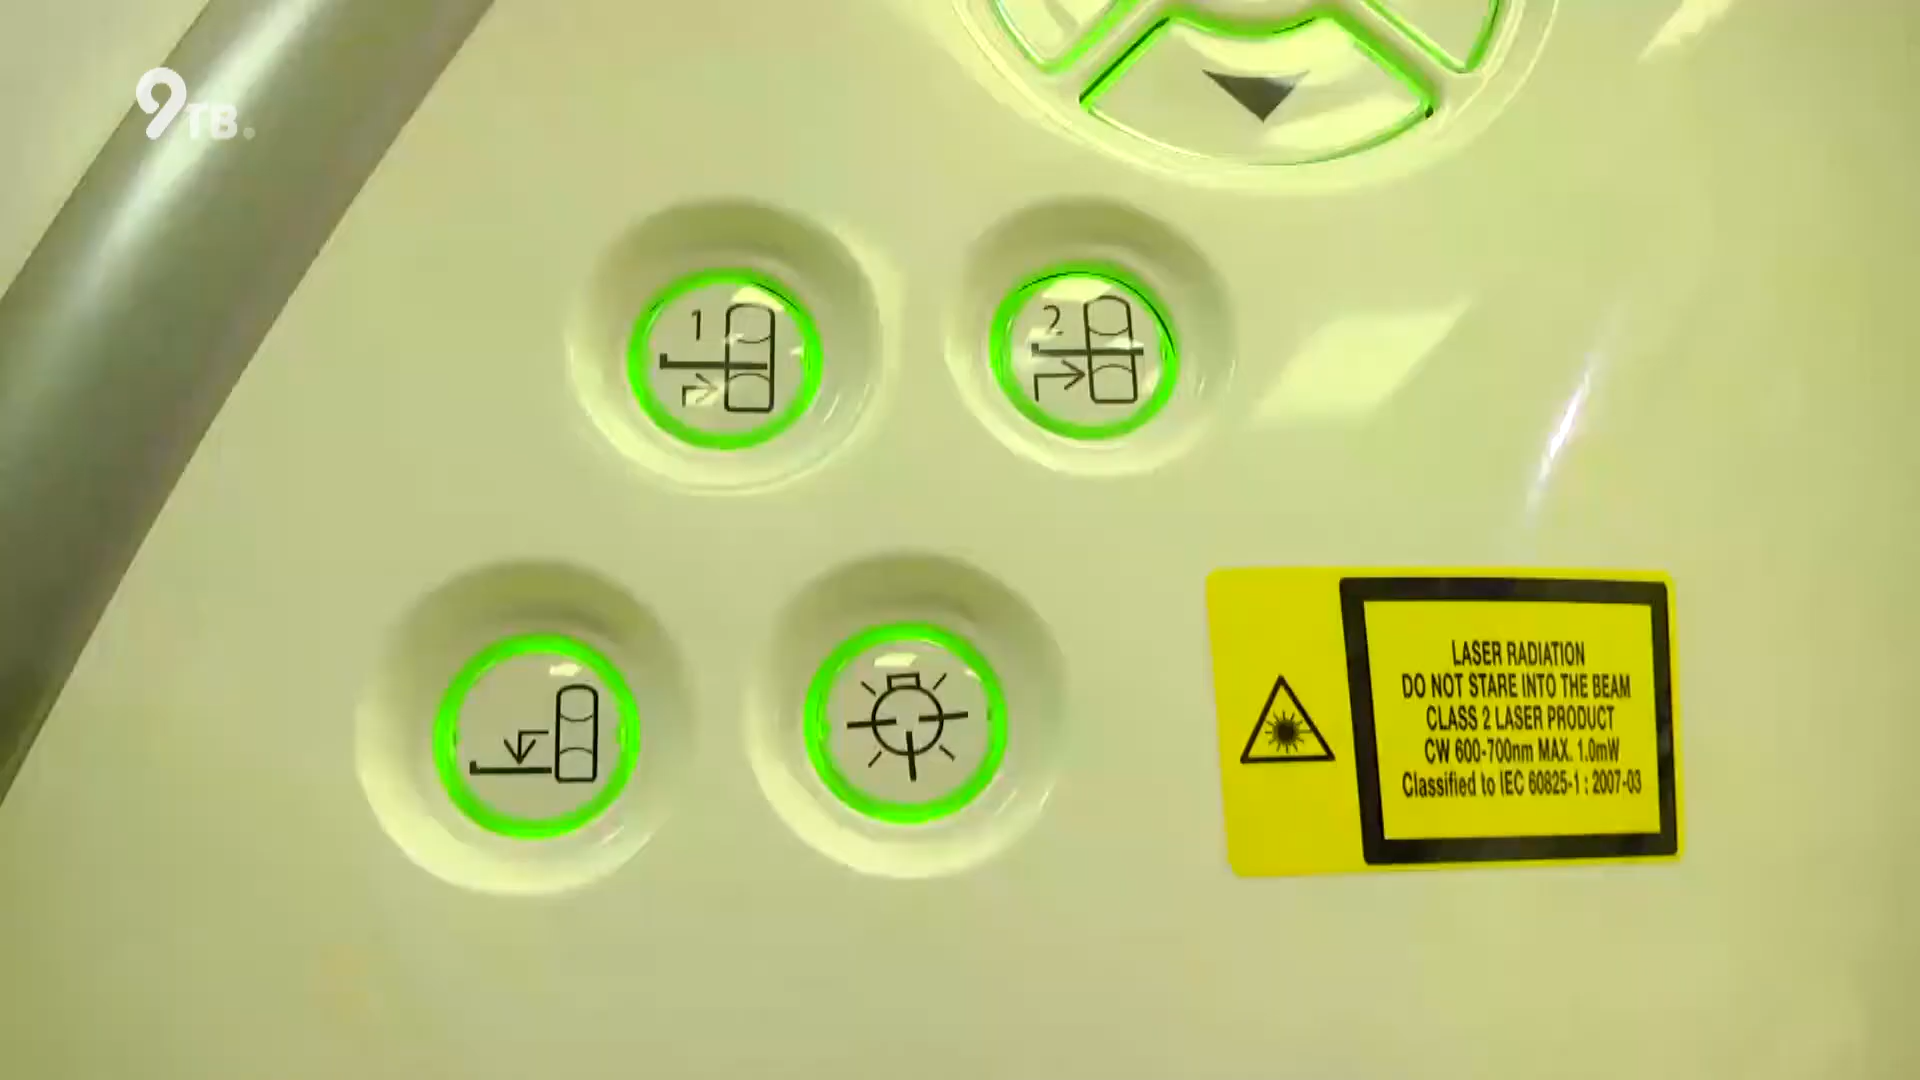 9ТВ.
1
2
LASER RADIATION
DO NOT STARE INTO THE BEAM
CLASS 2 LASER PRODUCT
CW 600-700nm MAX. 1.0mW
Classified to IEC 60825-1 : 2007-03